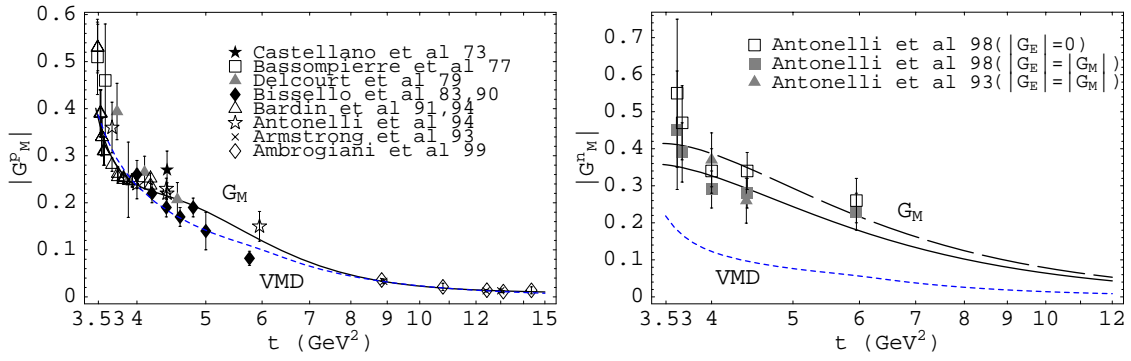 0.6
0.5
0.4
0.3
0.2
0.1
0
|G^p_M|
★ Castellano et al 73
□ Bassompierre et al 77
▲ Delcourt et al 79
◆ Bissello et al 83,90
△ Bardin et al 91,94
☆ Antonelli et al 94
× Armstrong et al 93
◇ Ambrogiani et al 99
G_M
VMD
3.53 4 5 6 7 8 9 10 11 12 13 15
t (GeV^2)
0.7
0.6
0.5
0.4
0.3
0.2
0.1
0
|G^n_M|
□ Antonelli et al 98(|G_E|=0)
■ Antonelli et al 98(|G_E|=|G_M|)
▲ Antonelli et al 93(|G_E|=|G_M|)
G_M
VMD
3.53 4 5 6 7 8 9 10 11 12
t (GeV^2)